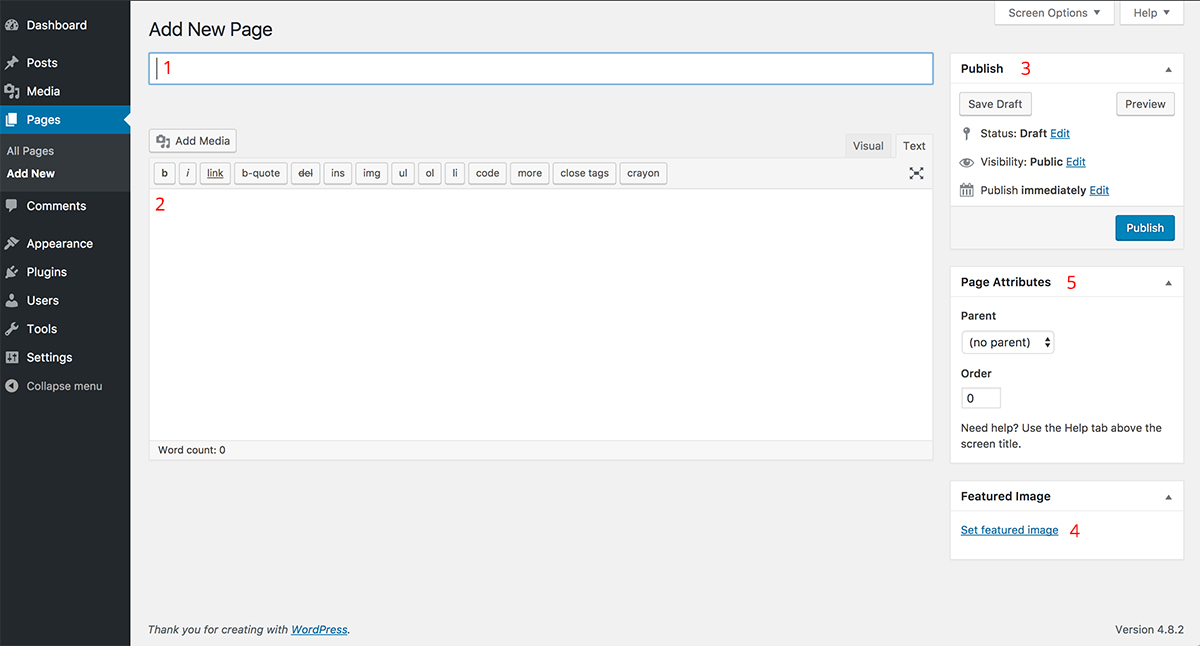 Screen Options Help
Dashboard
Posts
Media
Pages
All Pages
Add New
Comments
Appearance
Plugins
Users
Tools
Settings
Collapse menu
Add New Page
1
Add Media
Visual Text
b i link b-quote del ins img ul ol li code more close tags crayon
2
Word count: 0
Publish 3
Save Draft Preview
Status: Draft Edit
Visibility: Public Edit
Publish immediately Edit
Publish
Page Attributes 5
Parent
(no parent)
Order
0
Need help? Use the Help tab above the
screen title.
Featured Image
Set featured image 4
Thank you for creating with WordPress.
Version 4.8.2